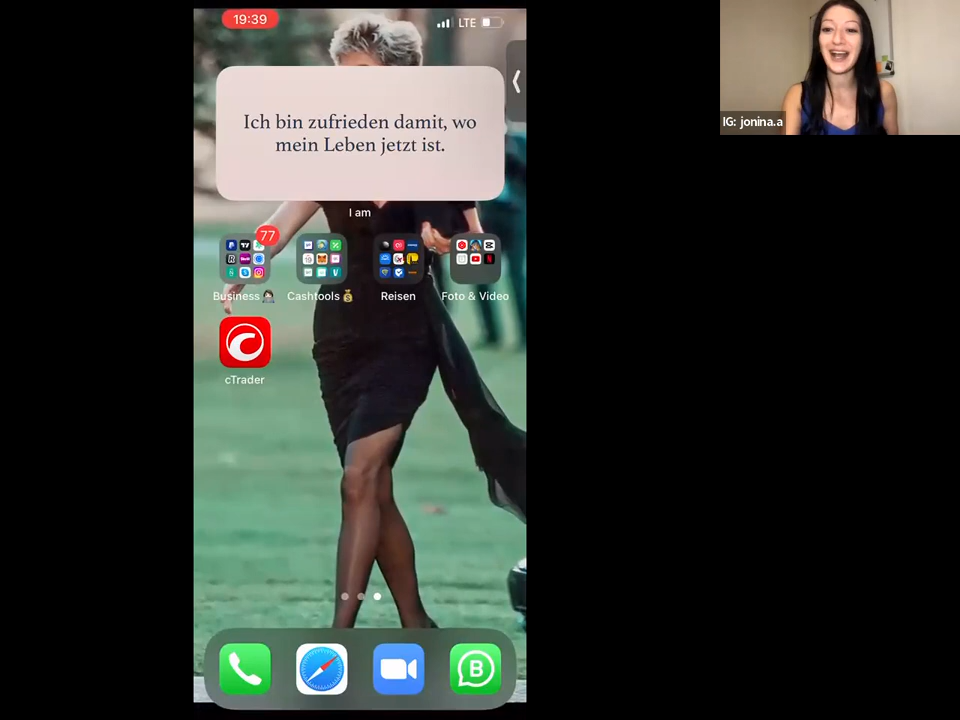 19:39
LTE
Ich bin zufrieden damit, wo
mein Leben jetzt ist.
I am
77
Business
Cashtools
Reisen
Foto & Video
cTrader
IG: jonina.a